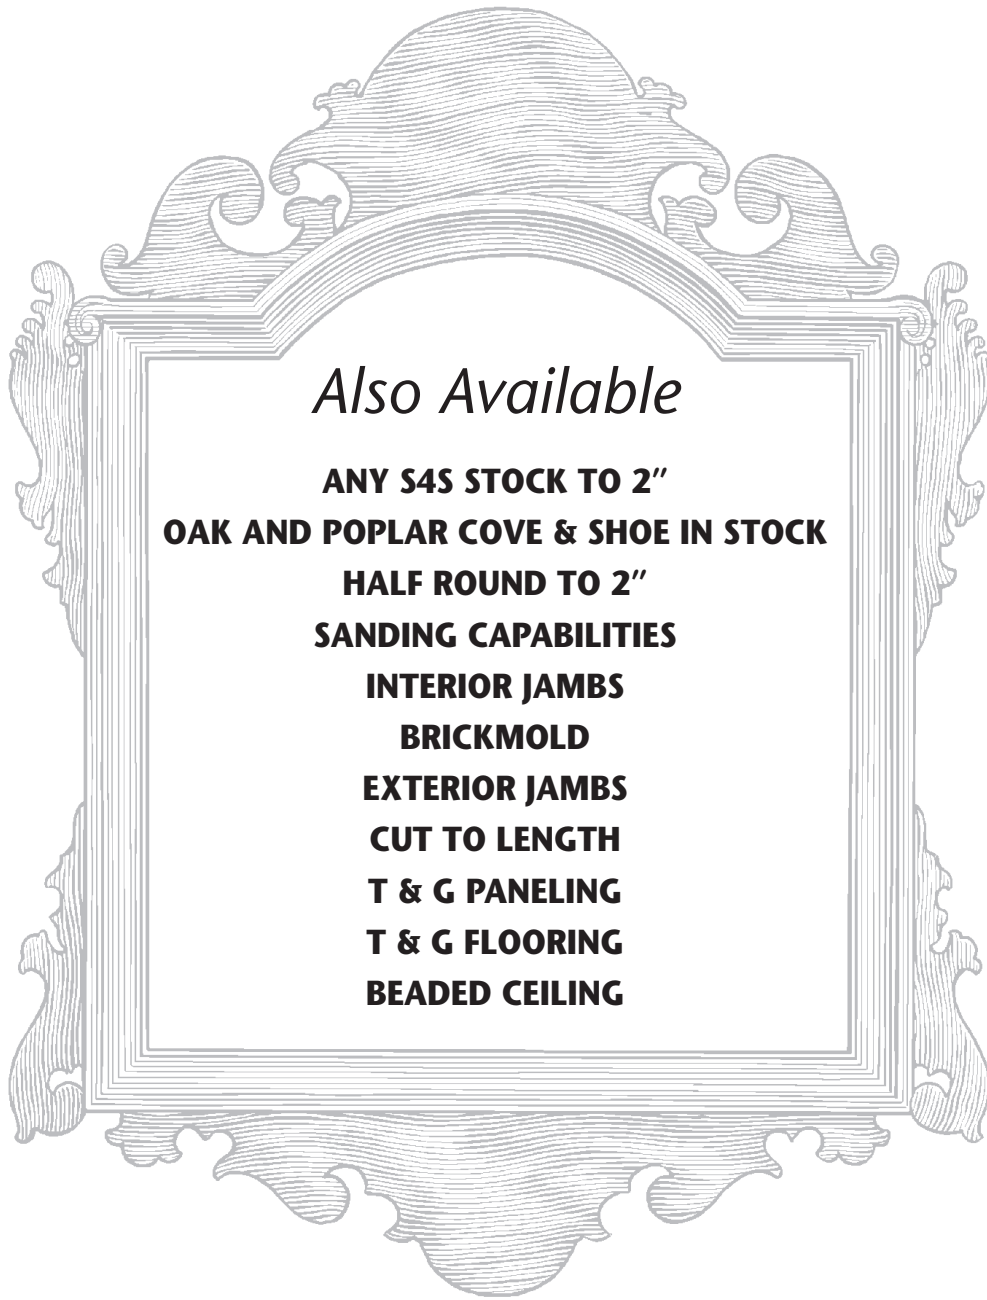 Also Available
ANY S4S STOCK TO 2″
OAK AND POPLAR COVE & SHOE IN STOCK
HALF ROUND TO 2″
SANDING CAPABILITIES
INTERIOR JAMBS
BRICKMOLD
EXTERIOR JAMBS
CUT TO LENGTH
T & G PANELING
T & G FLOORING
BEADED CEILING